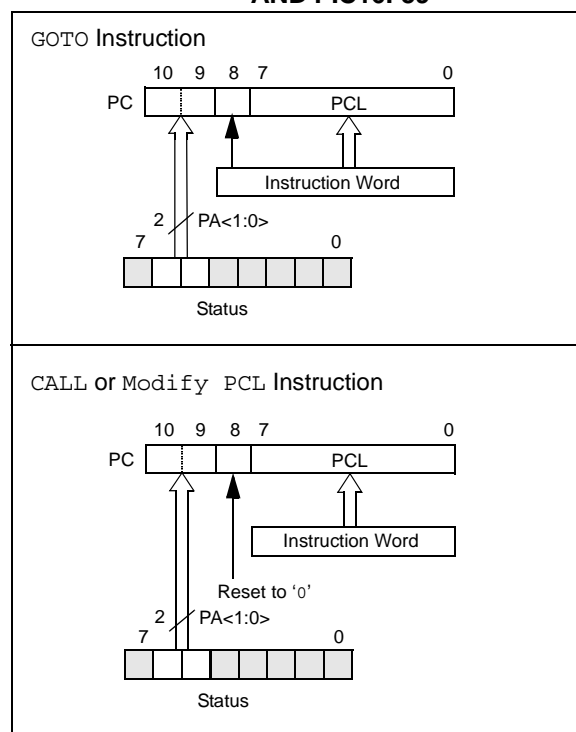 AND PIC16F59
GOTO Instruction
10 9 8 7 0
PC PCL
Instruction Word
2 PA<1:0>
7 0
Status
CALL or Modify PCL Instruction
10 9 8 7 0
PC PCL
Instruction Word
Reset to ‘0’
2 PA<1:0>
7 0
Status